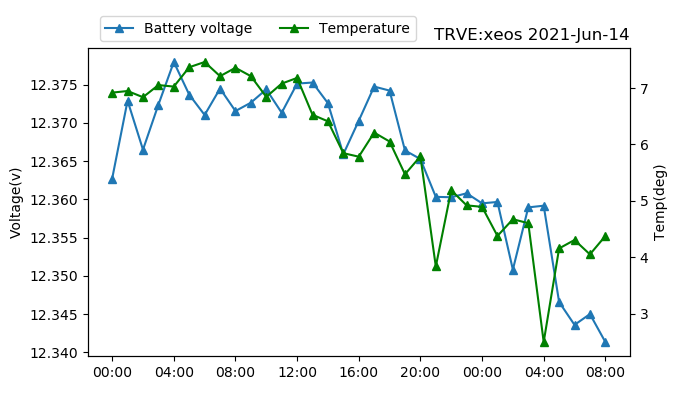 Battery voltage Temperature
TRVE:xeos 2021-Jun-14
12.375
12.370
12.365
12.360
12.355
12.350
12.345
12.340
Voltage(v)
7
6
5
4
3
Temp(deg)
00:00 04:00 08:00 12:00 16:00 20:00 00:00 04:00 08:00